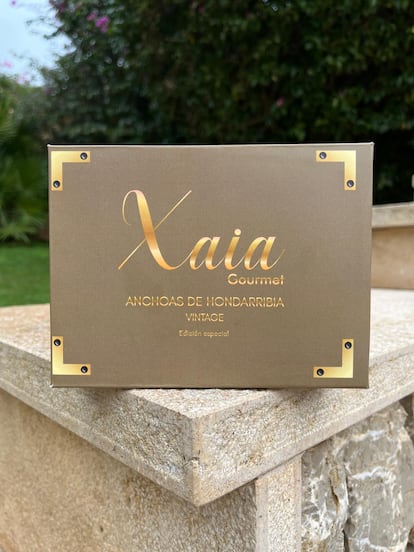 Xaia
Gourmet
ANCHOAS DE HONDARRIBIA
VINTAGE
Edición especial